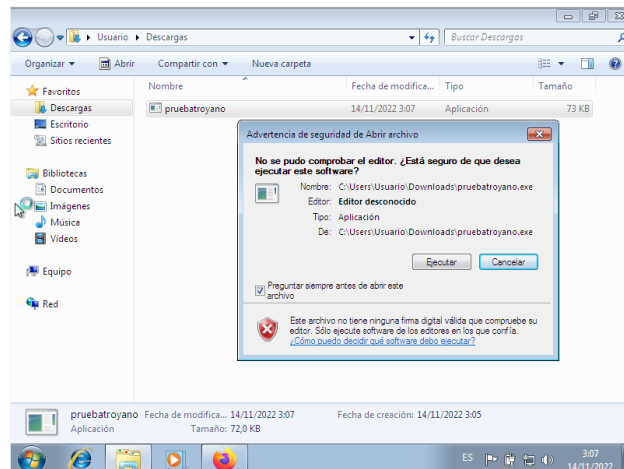 Usuario Descargas Buscar Descargas
Organizar Abrir Compartir con Nueva carpeta
Favoritos
Descargas
Escritorio
Sitios recientes
Bibliotecas
Documentos
Imágenes
Música
Vídeos
Equipo
Red
Nombre Fecha de modifica... Tipo Tamaño
pruebatroyano 14/11/2022 3:07 Aplicación 73 KB
Advertencia de seguridad de Abrir archivo
No se pudo comprobar el editor. ¿Está seguro de que desea
ejecutar este software?
Nombre: C:\Users\Usuario\Downloads\pruebatroyano.exe
Editor: Editor desconocido
Tipo: Aplicación
De: C:\Users\Usuario\Downloads\pruebatroyano.exe
Ejecutar Cancelar
Preguntar siempre antes de abrir este
archivo
Este archivo no tiene ninguna firma digital válida que compruebe su
editor. Sólo ejecute software de los editores en los que confía.
¿Cómo puedo decidir qué software debo ejecutar?
pruebatroyano Fecha de modifica... 14/11/2022 3:07 Fecha de creación: 14/11/2022 3:05
Aplicación Tamaño: 72,0 KB
ES 3:07
14/11/2022